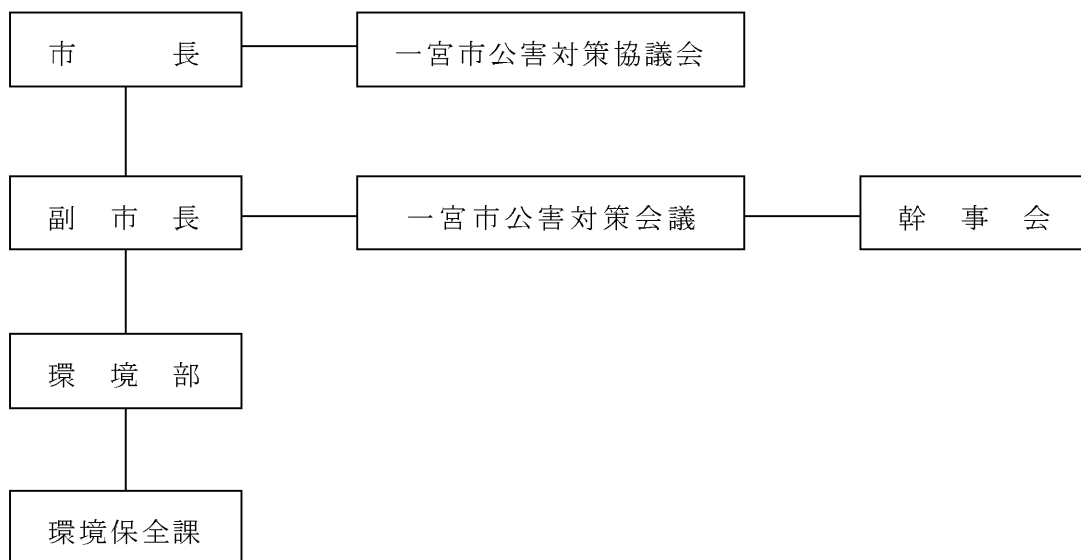 市長
一宮市公害対策協議会
副市長
一宮市公害対策会議
幹事会
環境部
環境保全課